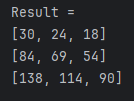 Result =
[30, 24, 18]
[84, 69, 54]
[138, 114, 90]